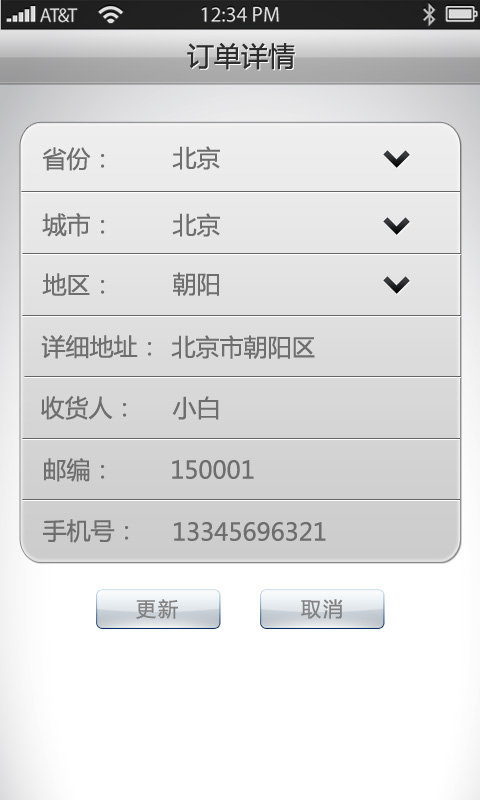 AT&T 12:34 PM
订单详情
省份： 北京
城市： 北京
地区： 朝阳
详细地址： 北京市朝阳区
收货人： 小白
邮编： 150001
手机号： 13345696321
更新 取消